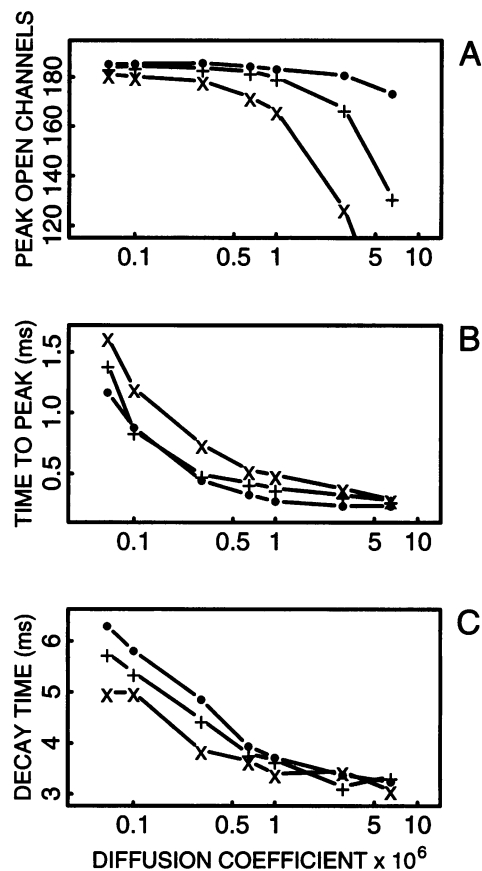 A
PEAK OPEN CHANNELS
180
160
140
120
0.1 0.5 1 5 10
B
TIME TO PEAK (ms)
1.5
1.0
0.5
0.1 0.5 1 5 10
C
DECAY TIME (ms)
6
5
4
3
0.1 0.5 1 5 10
DIFFUSION COEFFICIENT x 10⁶